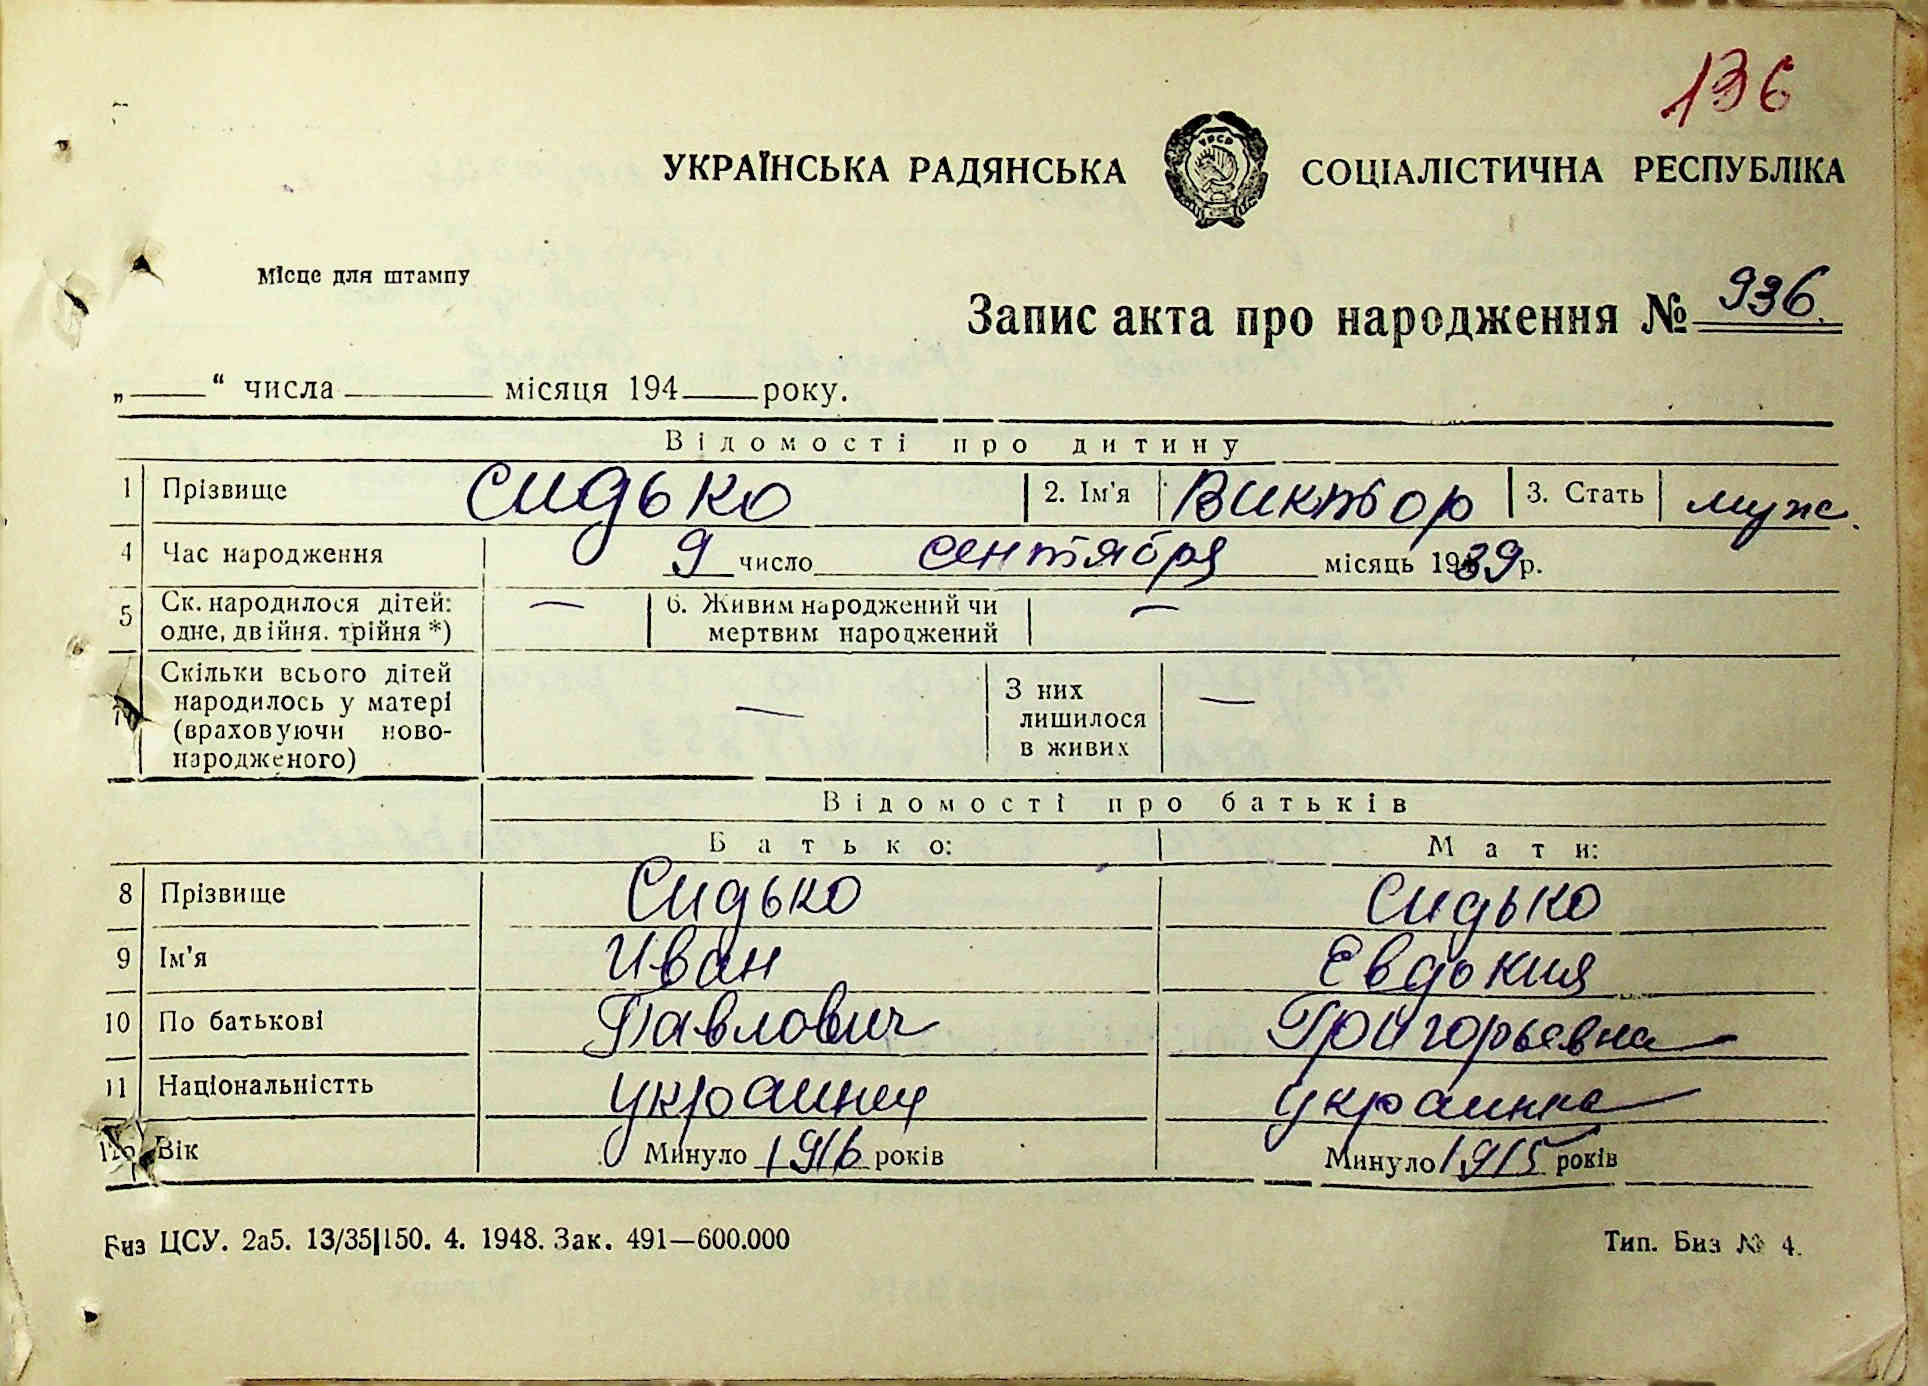 136
УКРАЇНСЬКА РАДЯНСЬКА СОЦІАЛІСТИЧНА РЕСПУБЛІКА
УРСР
Місце для штампу
Запис акта про народження № 936.
„ “ числа місяця 194 року.
Відомості про дитину
1 Прізвище Сидько 2. Ім'я Виктор 3. Стать муж.
4 Час народження 9 число сентября місяць 1939 р.
5 Ск. народилося дітей: — 6. Живим народжений чи —
одне, двійня. трійня *) мертвим народжений
7 Скільки всього дітей — З них —
народилось у матері лишилося
(враховуючи ново- в живих
народженого)
Відомості про батьків
Батько: Мати:
8 Прізвище Сидько Сидько
9 Ім'я Иван Евдокия
10 По батькові Павлович Григорьевна
11 Національністть украинец украинка
12 Вік Минуло 1916 років Минуло 1915 років
Биз ЦСУ. 2а5. 13/35|150. 4. 1948. Зак. 491—600.000 Тип. Биз № 4.